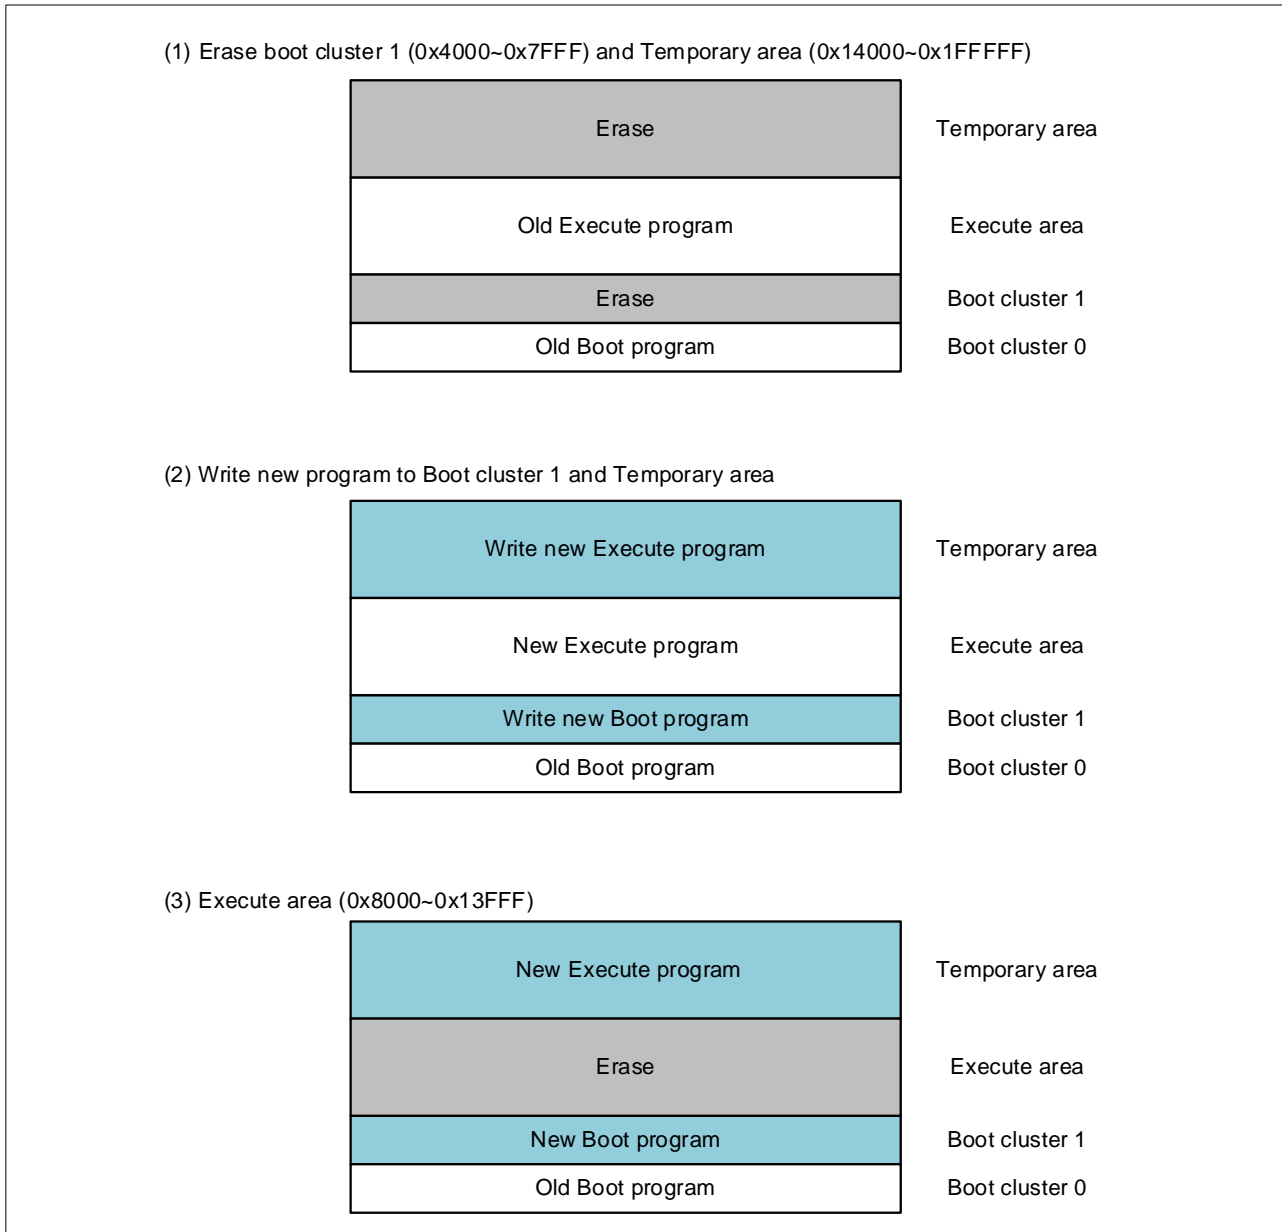 (1) Erase boot cluster 1 (0x4000~0x7FFF) and Temporary area (0x14000~0x1FFFFF)
Erase Temporary area
Old Execute program Execute area
Erase Boot cluster 1
Old Boot program Boot cluster 0
(2) Write new program to Boot cluster 1 and Temporary area
Write new Execute program Temporary area
New Execute program Execute area
Write new Boot program Boot cluster 1
Old Boot program Boot cluster 0
(3) Execute area (0x8000~0x13FFF)
New Execute program Temporary area
Erase Execute area
New Boot program Boot cluster 1
Old Boot program Boot cluster 0